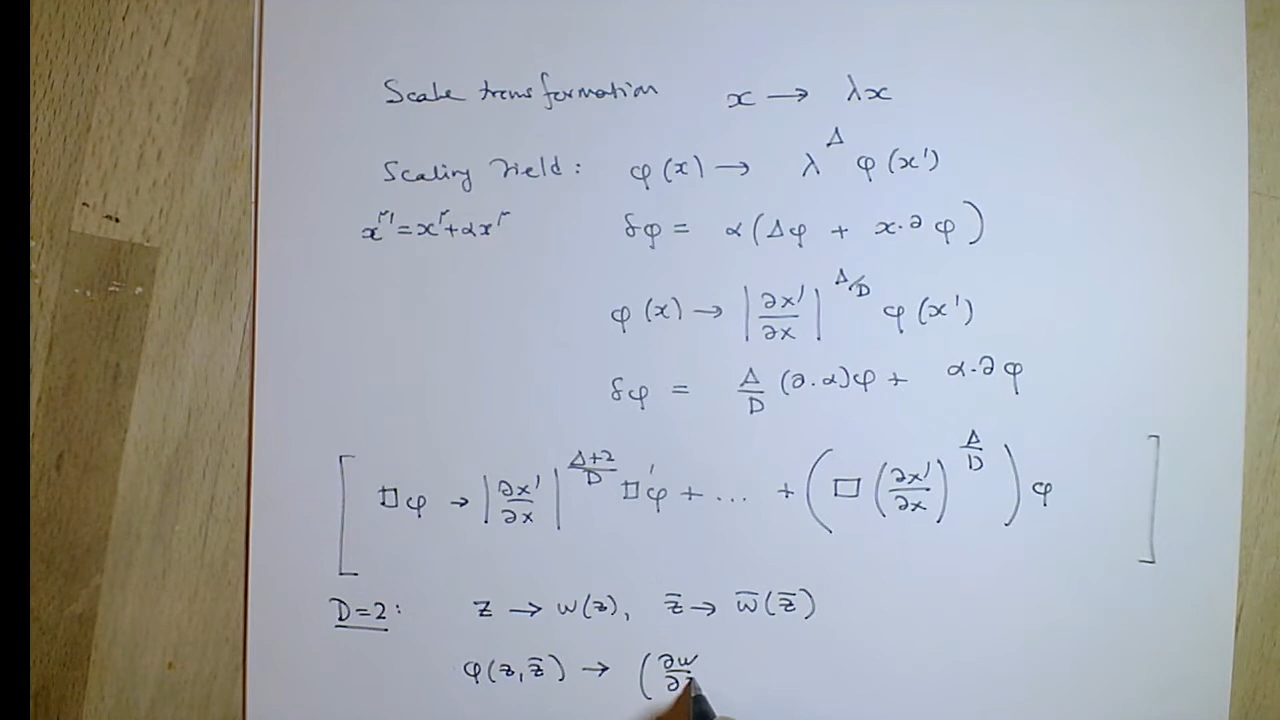 Scale transformation x → λx
Scaling Field: φ(x) → λ^Δ φ(x')
x^μ' = x^μ + αx^μ δφ = α(Δφ + x·∂φ)
φ(x) → |∂x'/∂x|^{Δ/D} φ(x')
δφ = Δ/D (∂·α)φ + α·∂φ
[ □φ → |∂x'/∂x|^{(Δ+2)/D} □'φ + ... + (□(∂x'/∂x)^{Δ/D})φ ]
D=2: z → w(z), z̄ → w̄(z̄)
φ(z,z̄) → (∂w/∂z